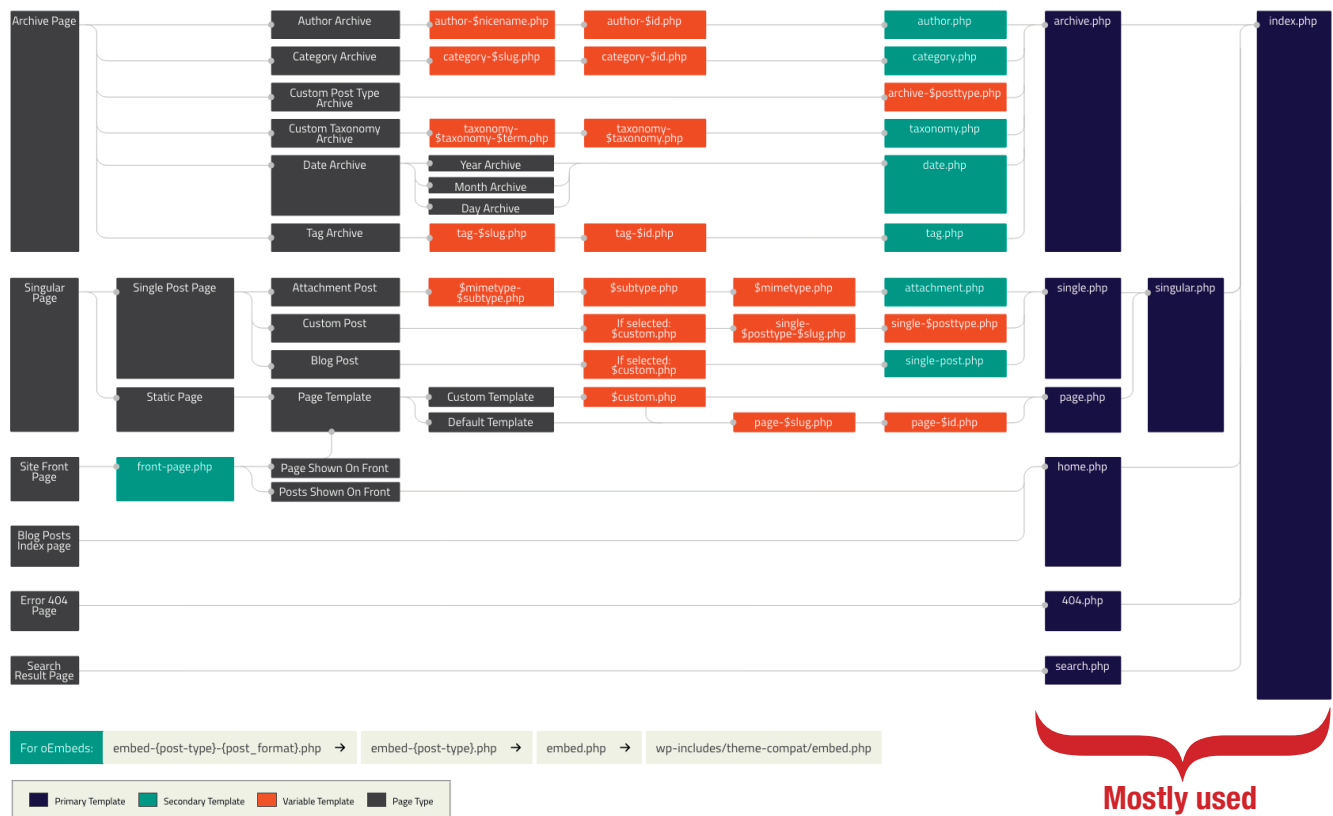 Archive Page
Author Archive
author-$nicename.php
author-$id.php
author.php
archive.php
index.php
Category Archive
category-$slug.php
category-$id.php
category.php
Custom Post Type
Archive
archive-$posttype.php
Custom Taxonomy
Archive
taxonomy-
$taxonomy-$term.php
taxonomy-
$taxonomy.php
taxonomy.php
Date Archive
Year Archive
Month Archive
Day Archive
date.php
Tag Archive
tag-$slug.php
tag-$id.php
tag.php
Singular
Page
Single Post Page
Attachment Post
$mimetype-
$subtype.php
$subtype.php
$mimetype.php
attachment.php
single.php
singular.php
Custom Post
If selected:
$custom.php
single-
$posttype-$slug.php
single-$posttype.php
Blog Post
If selected:
$custom.php
single-post.php
Static Page
Page Template
Custom Template
$custom.php
page.php
Default Template
page-$slug.php
page-$id.php
Site Front
Page
front-page.php
Page Shown On Front
Posts Shown On Front
home.php
Blog Posts
Index page
Error 404
Page
404.php
Search
Result Page
search.php
For oEmbeds:
embed-{post-type}-{post_format}.php →
embed-{post-type}.php →
embed.php →
wp-includes/theme-compat/embed.php
Primary Template
Secondary Template
Variable Template
Page Type
Mostly used